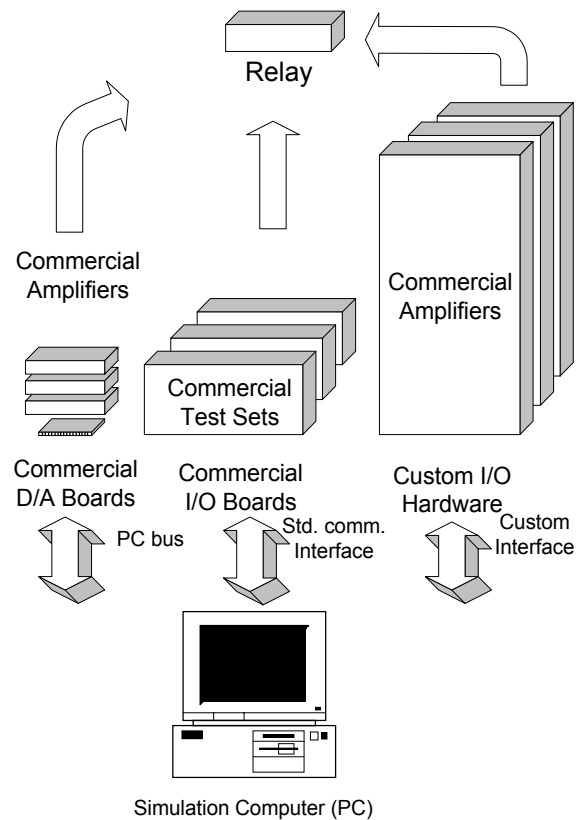 Relay
Commercial
Amplifiers
Commercial
Amplifiers
Commercial
Test Sets
Commercial
D/A Boards
Commercial
I/O Boards
Custom I/O
Hardware
PC bus
Std. comm.
Interface
Custom
Interface
Simulation Computer (PC)